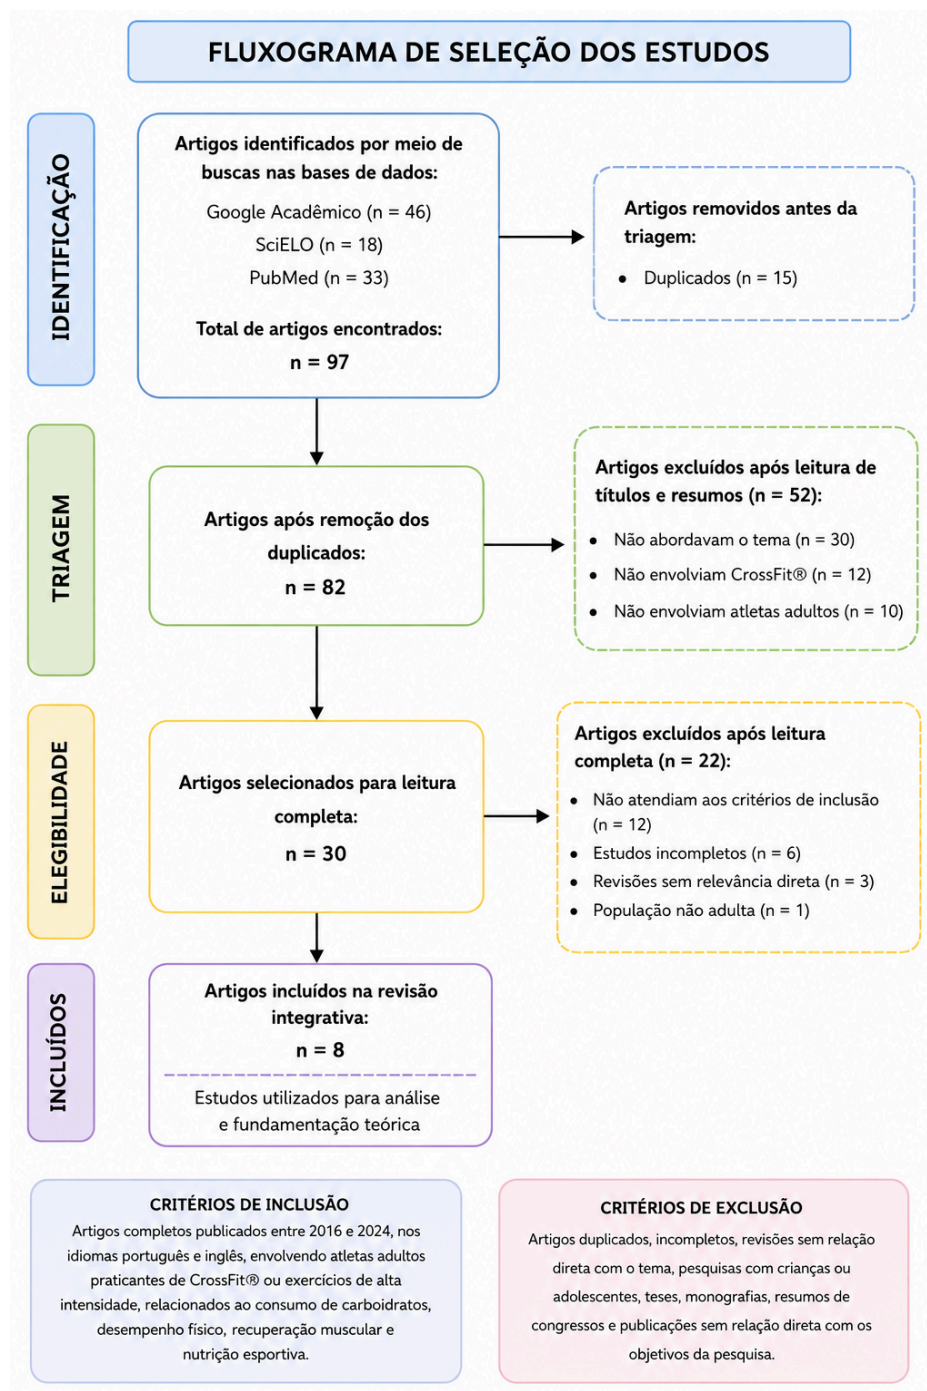 FLUXOGRAMA DE SELEÇÃO DOS ESTUDOS
IDENTIFICAÇÃO
Artigos identificados por meio de
buscas nas bases de dados:
Google Acadêmico (n = 46)
SciELO (n = 18)
PubMed (n = 33)
Total de artigos encontrados:
n = 97
Artigos removidos antes da
triagem:
• Duplicados (n = 15)
TRIAGEM
Artigos após remoção dos
duplicados:
n = 82
Artigos excluídos após leitura de
títulos e resumos (n = 52):
• Não abordavam o tema (n = 30)
• Não envolviam CrossFit® (n = 12)
• Não envolviam atletas adultos (n = 10)
ELEGIBILIDADE
Artigos selecionados para leitura
completa:
n = 30
Artigos excluídos após leitura
completa (n = 22):
• Não atendiam aos critérios de inclusão
(n = 12)
• Estudos incompletos (n = 6)
• Revisões sem relevância direta (n = 3)
• População não adulta (n = 1)
INCLUÍDOS
Artigos incluídos na revisão
integrativa:
n = 8
Estudos utilizados para análise
e fundamentação teórica
CRITÉRIOS DE INCLUSÃO
Artigos completos publicados entre 2016 e 2024, nos
idiomas português e inglês, envolvendo atletas adultos
praticantes de CrossFit® ou exercícios de alta
intensidade, relacionados ao consumo de carboidratos,
desempenho físico, recuperação muscular e
nutrição esportiva.
CRITÉRIOS DE EXCLUSÃO
Artigos duplicados, incompletos, revisões sem relação
direta com o tema, pesquisas com crianças ou
adolescentes, teses, monografias, resumos de
congressos e publicações sem relação direta com os
objetivos da pesquisa.